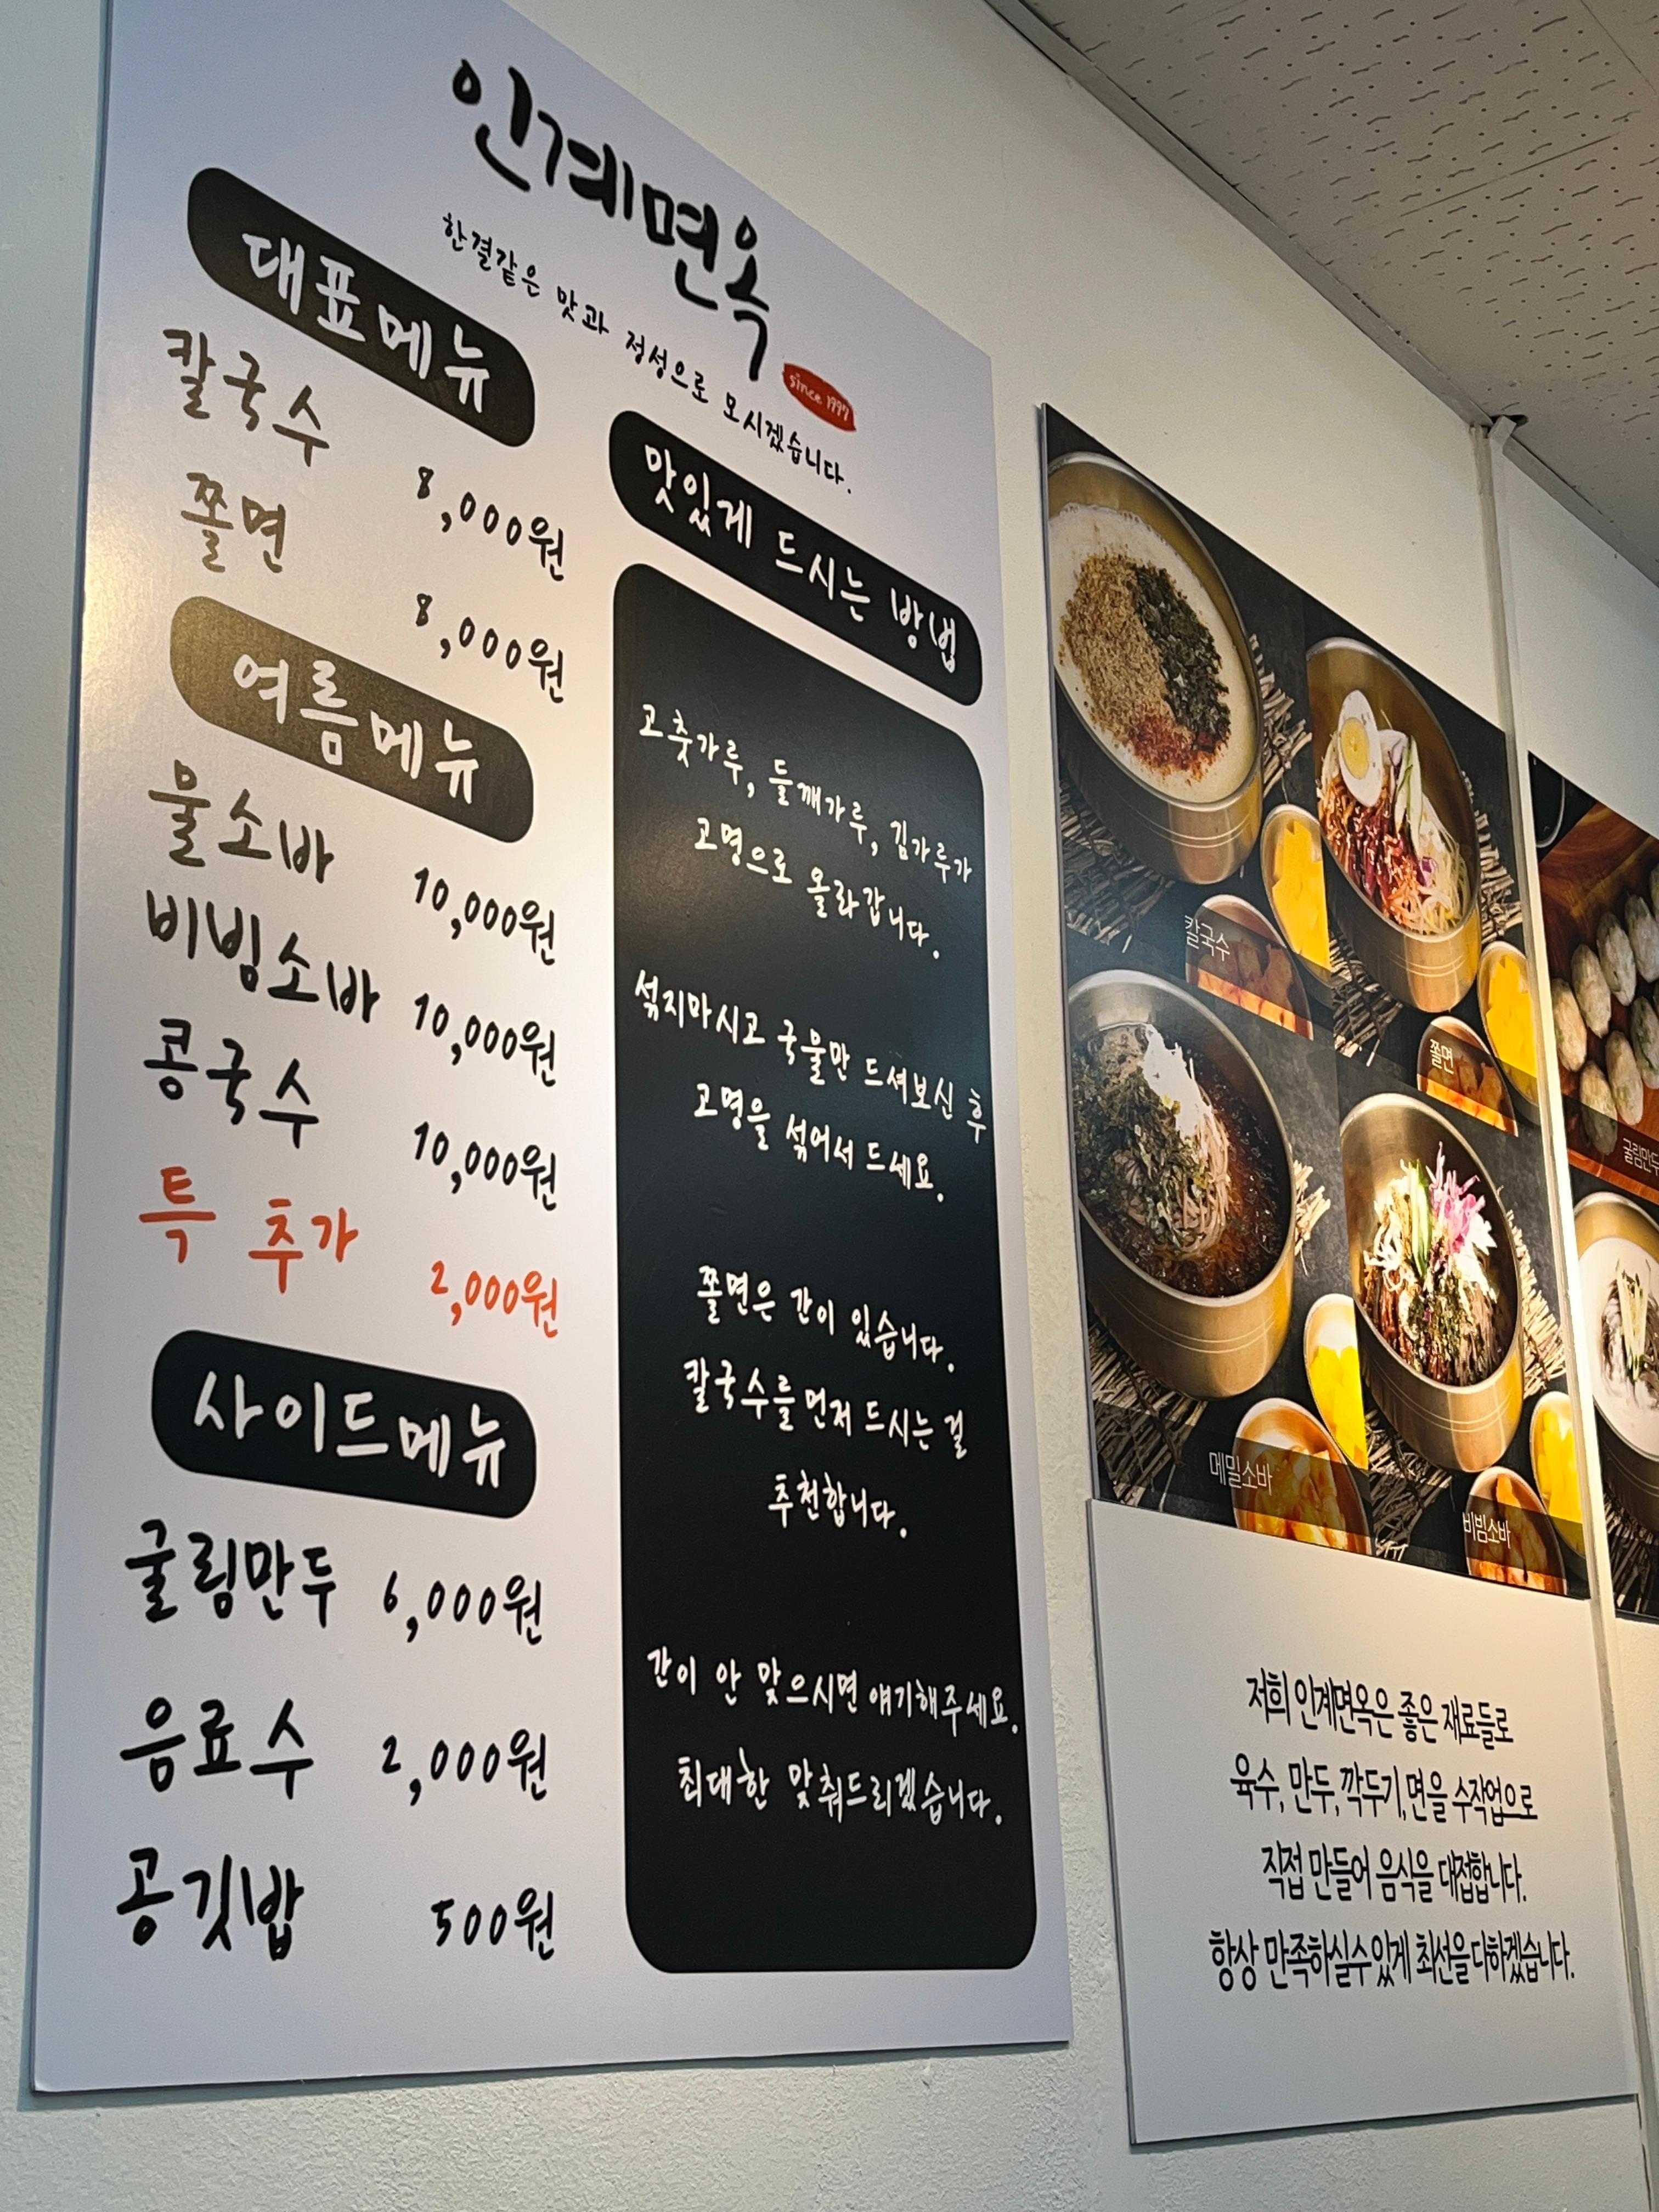 인계면옥
since 1997
한결같은 맛과 정성으로 모시겠습니다.
대표메뉴
칼국수 8,000원
쫄면 8,000원
여름메뉴
물소바 10,000원
비빔소바 10,000원
콩국수 10,000원
특 추가 2,000원
사이드메뉴
굴림만두 6,000원
음료수 2,000원
공깃밥 500원
맛있게 드시는 방법
고춧가루, 들깨가루, 김가루가
고명으로 올라갑니다.
섞지마시고 국물만 드셔보신 후
고명을 섞어서 드세요.
쫄면은 간이 있습니다.
칼국수를 먼저 드시는 걸
추천합니다.
간이 안 맞으시면 얘기해주세요.
최대한 맞춰드리겠습니다.
칼국수
쫄면
메밀소바
비빔소바
굴림만두
저희 인계면옥은 좋은 재료들로
육수, 만두, 깍두기, 면을 수작업으로
직접 만들어 음식을 대접합니다.
항상 만족하실수있게 최선을다하겠습니다.